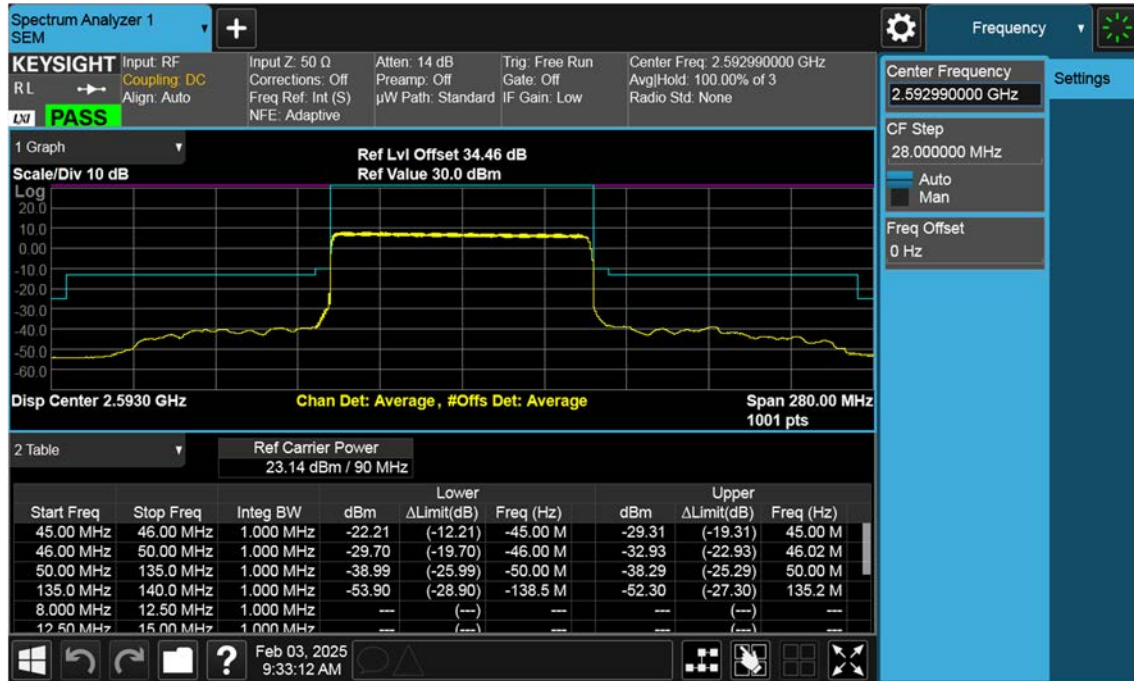 Spectrum Analyzer 1
SEM
Frequency
KEYSIGHT
R L
LXI
PASS
Input: RF
Coupling: DC
Align: Auto
Input Z: 50 Ω
Corrections: Off
Freq Ref: Int (S)
NFE: Adaptive
Atten: 14 dB
Preamp: Off
µW Path: Standard
Trig: Free Run
Gate: Off
IF Gain: Low
Center Freq: 2.592990000 GHz
Avg|Hold: 100.00% of 3
Radio Std: None
Center Frequency
2.592990000 GHz
Settings
CF Step
28.000000 MHz
Auto
Man
Freq Offset
0 Hz
1 Graph
Scale/Div 10 dB
Ref Lvl Offset 34.46 dB
Ref Value 30.0 dBm
Log
20.0
10.0
0.00
-10.0
-20.0
-30.0
-40.0
-50.0
-60.0
Disp Center 2.5930 GHz
Chan Det: Average, #Offs Det: Average
Span 280.00 MHz
1001 pts
2 Table
Ref Carrier Power
23.14 dBm / 90 MHz
Lower Upper
Start Freq Stop Freq Integ BW dBm ΔLimit(dB) Freq (Hz) dBm ΔLimit(dB) Freq (Hz)
45.00 MHz 46.00 MHz 1.000 MHz -22.21 (-12.21) -45.00 M -29.31 (-19.31) 45.00 M
46.00 MHz 50.00 MHz 1.000 MHz -29.70 (-19.70) -46.00 M -32.93 (-22.93) 46.02 M
50.00 MHz 135.0 MHz 1.000 MHz -38.99 (-25.99) -50.00 M -38.29 (-25.29) 50.00 M
135.0 MHz 140.0 MHz 1.000 MHz -53.90 (-28.90) -138.5 M -52.30 (-27.30) 135.2 M
8.000 MHz 12.50 MHz 1.000 MHz --- (---) --- --- (---) ---
12.50 MHz 15.00 MHz 1.000 MHz --- (---) --- --- (---) ---
?
Feb 03, 2025
9:33:12 AM